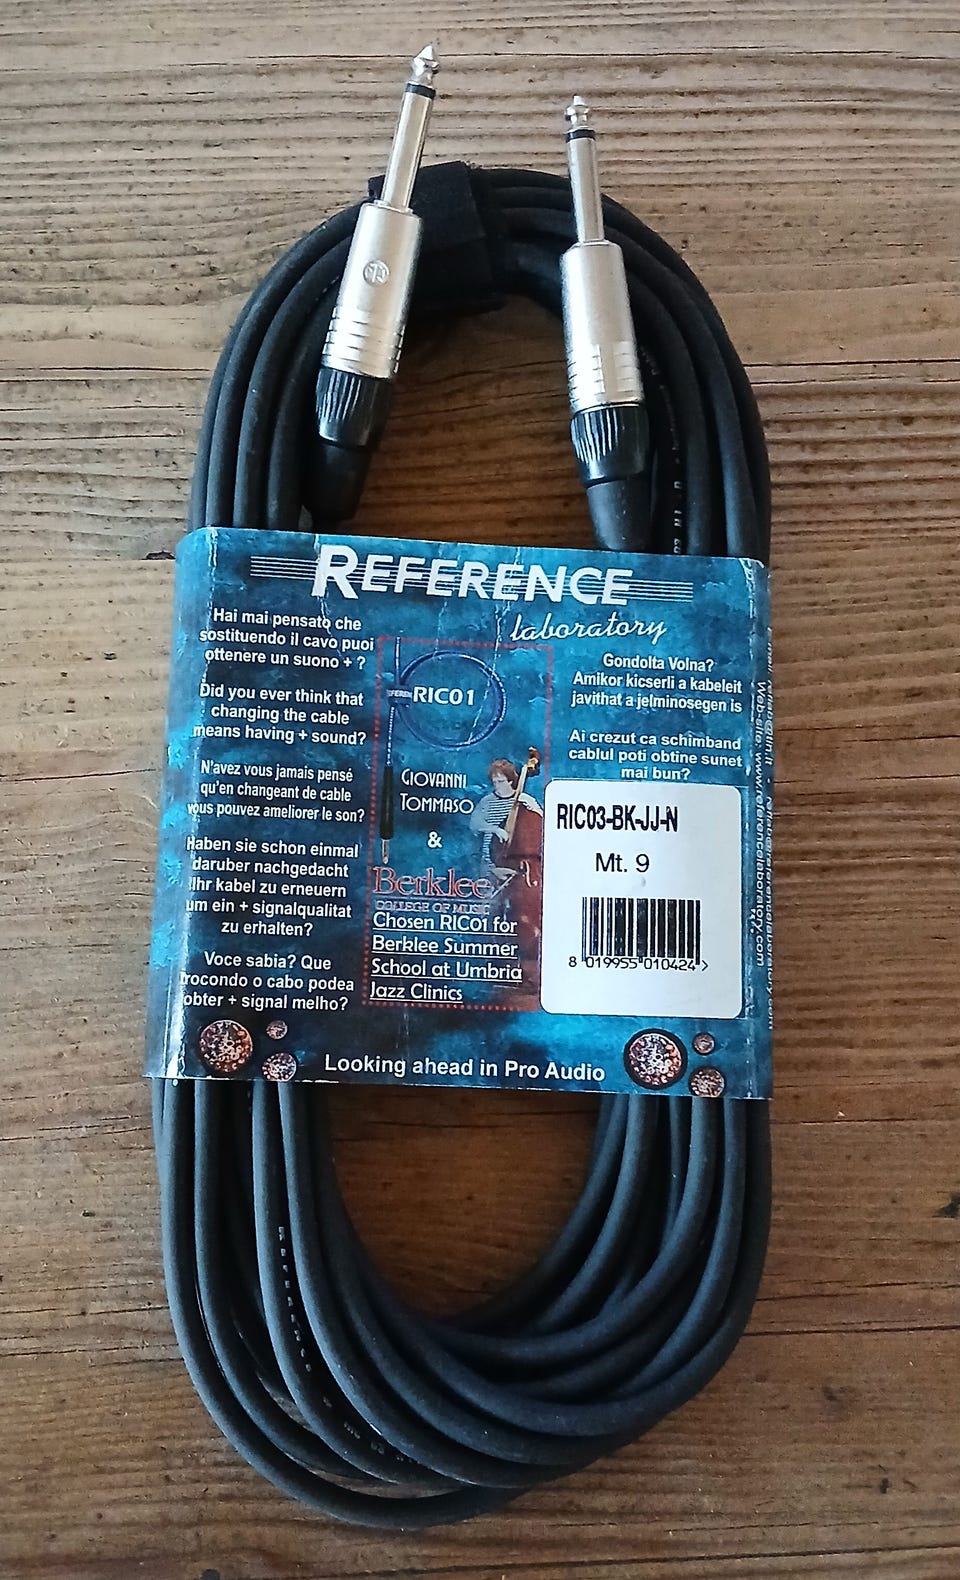 REFERENCE
laboratory
Hai mai pensato che
sostituendo il cavo puoi
ottenere un suono + ?
Did you ever think that
changing the cable
means having + sound?
N'avez vous jamais pensé
qu'en changeant de cable
vous pouvez ameliorer le son?
Haben sie schon einmal
daruber nachgedacht
Ihr kabel zu erneuern
um ein + signalqualitat
zu erhalten?
Voce sabia? Que
trocondo o cabo podea
obter + signal melho?
RIC01
GIOVANNI
TOMMASO
&
Berklee
COLLEGE OF MUSIC
Chosen RIC01 for
Berklee Summer
School at Umbria
Jazz Clinics
Gondolta Volna?
Amikor kicserli a kabeleit
javithat a jelminosegen is
Ai crezut ca schimband
cablul poti obtine sunet
mai bun?
RIC03-BK-JJ-N
Mt. 9
8 019955 010424 >
Looking ahead in Pro Audio
Web-site: www.referencelaboratory.com